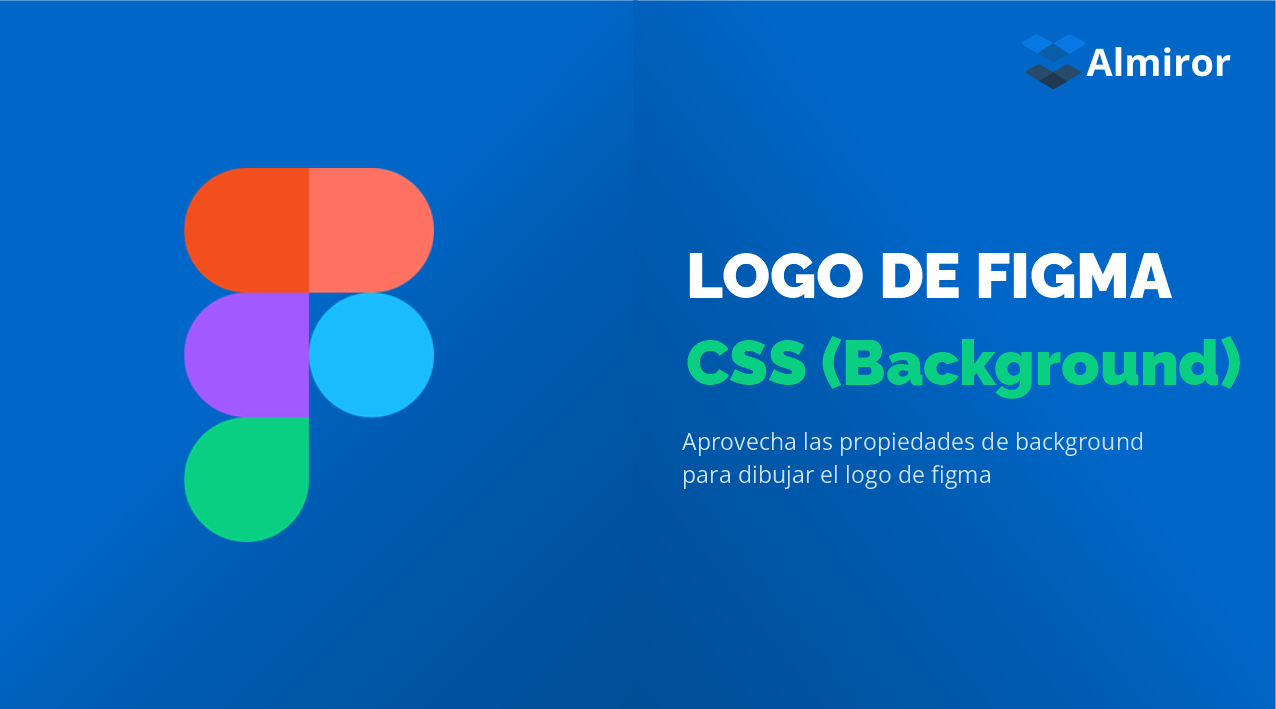 Almiror
LOGO DE FIGMA
CSS (Background)
Aprovecha las propiedades de background
para dibujar el logo de figma